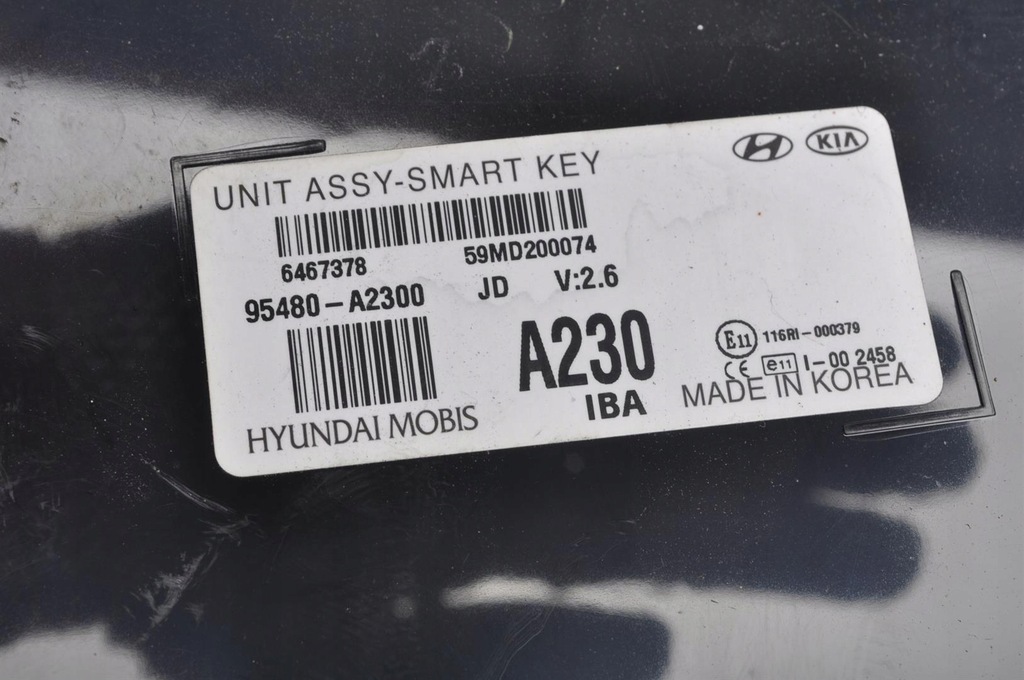 KIA
UNIT ASSY-SMART KEY
6467378 59MD200074
95480-A2300 JD V:2.6
A230
IBA
E11 116RI-000379
CE e11 I-00 2458
MADE IN KOREA
HYUNDAI MOBIS